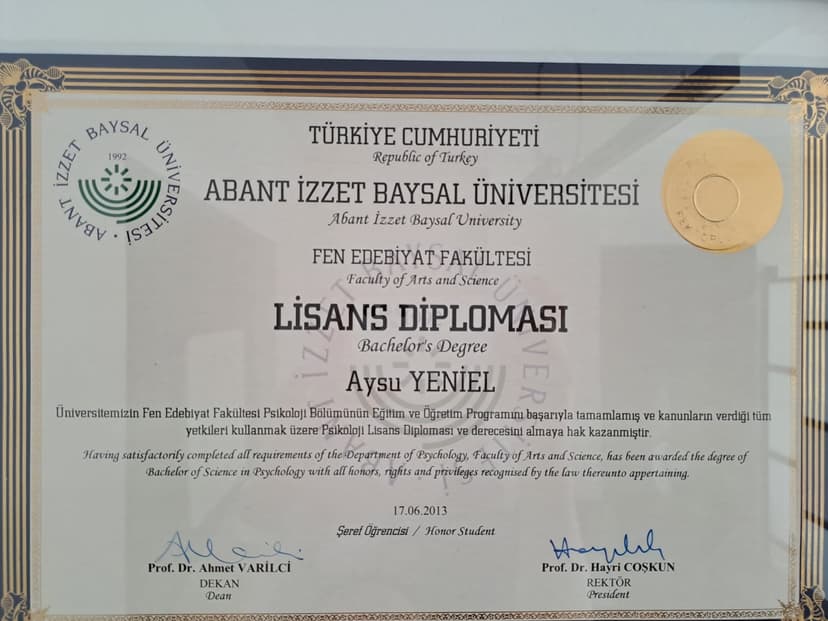 ABANT İZZET BAYSAL ÜNİVERSİTESİ
1992
TÜRKİYE CUMHURİYETİ
Republic of Turkey
ABANT İZZET BAYSAL ÜNİVERSİTESİ
Abant İzzet Baysal University
FEN EDEBİYAT FAKÜLTESİ
Faculty of Arts and Science
LİSANS DİPLOMASI
Bachelor's Degree
Aysu YENİEL
Üniversitemizin Fen Edebiyat Fakültesi Psikoloji Bölümünün Eğitim ve Öğretim Programını başarıyla tamamlamış ve kanunların verdiği tüm
yetkileri kullanmak üzere Psikoloji Lisans Diploması ve derecesini almaya hak kazanmıştir.
Having satisfactorily completed all requirements of the Department of Psychology, Faculty of Arts and Science, has been awarded the degree of
Bachelor of Science in Psychology with all honors, rights and privileges recognised by the law thereunto appertaining.
17.06.2013
Şeref Öğrencisi / Honor Student
Prof. Dr. Ahmet VARİLCİ
DEKAN
Dean
Prof. Dr. Hayri COŞKUN
REKTÖR
President